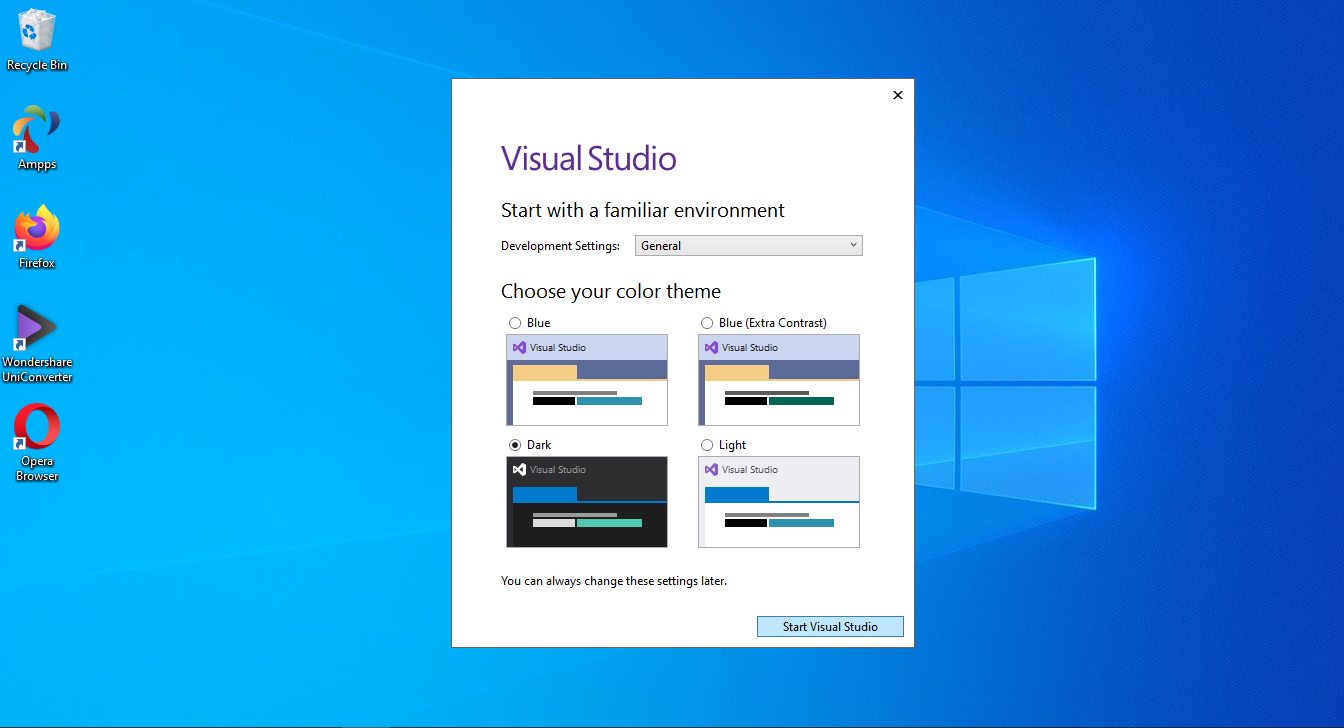 Recycle Bin
Ampps
Firefox
Wondershare
UniConverter
Opera
Browser
Visual Studio
Start with a familiar environment
Development Settings: General
Choose your color theme
Blue
Blue (Extra Contrast)
Visual Studio
Visual Studio
Dark
Light
Visual Studio
Visual Studio
You can always change these settings later.
Start Visual Studio